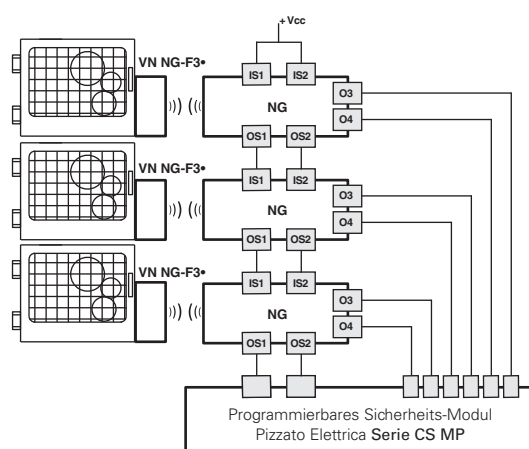 + Vcc
VN NG-F3•
IS1 IS2
O3
NG
O4
OS1 OS2
VN NG-F3•
IS1 IS2
O3
NG
O4
OS1 OS2
VN NG-F3•
IS1 IS2
O3
NG
O4
OS1 OS2
Programmierbares Sicherheits-Modul
Pizzato Elettrica Serie CS MP